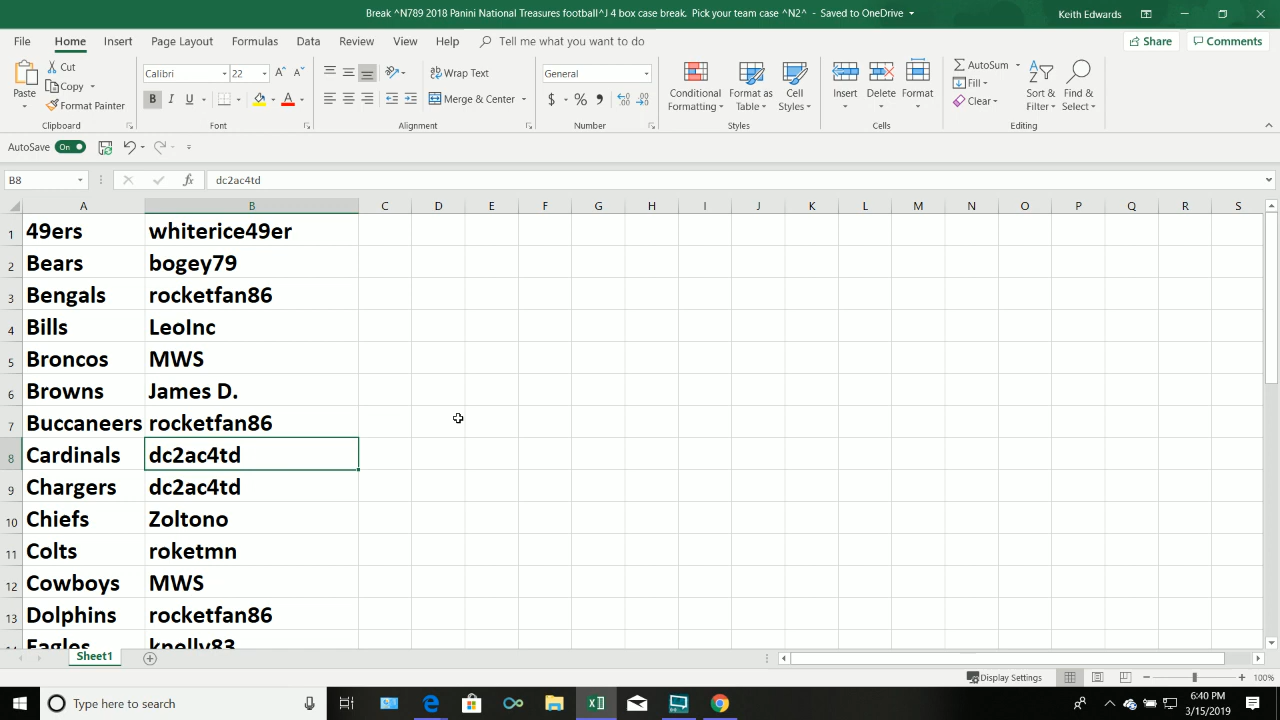 Break ^N789 2018 Panini National Treasures football^J 4 box case break. Pick your team case ^N2^ - Saved to OneDrive
Keith Edwards
File Home Insert Page Layout Formulas Data Review View Help Tell me what you want to do Share Comments
Paste Cut Copy Format Painter
Calibri 22
B I U A
Wrap Text Merge & Center
General
$ % ,
Conditional Formatting Format as Table Cell Styles
Insert Delete Format
AutoSum Fill Clear
Sort & Filter Find & Select
Clipboard Font Alignment Number Styles Cells Editing
AutoSave On
B8 fx dc2ac4td
A B C D E F G H I J K L M N O P Q R S
1 49ers whiterice49er
2 Bears bogey79
3 Bengals rocketfan86
4 Bills LeoInc
5 Broncos MWS
6 Browns James D.
7 Buccaneers rocketfan86
8 Cardinals dc2ac4td
9 Chargers dc2ac4td
10 Chiefs Zoltono
11 Colts roketmn
12 Cowboys MWS
13 Dolphins rocketfan86
Eagles knelly83
Sheet1
Display Settings 100%
Type here to search
6:40 PM
3/15/2019